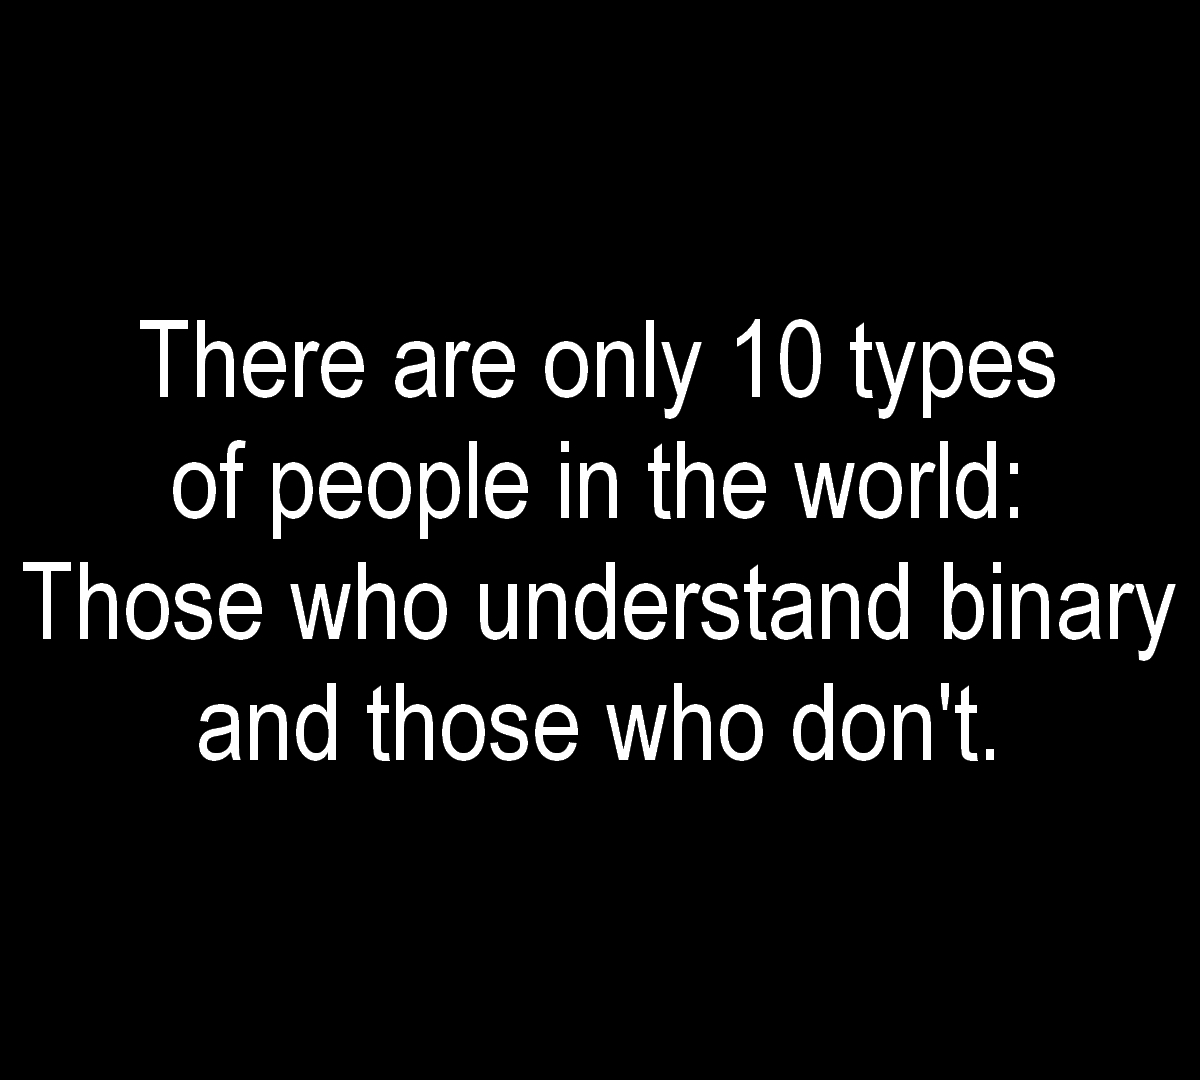 There are only 10 types
of people in the world:
Those who understand binary
and those who don't.